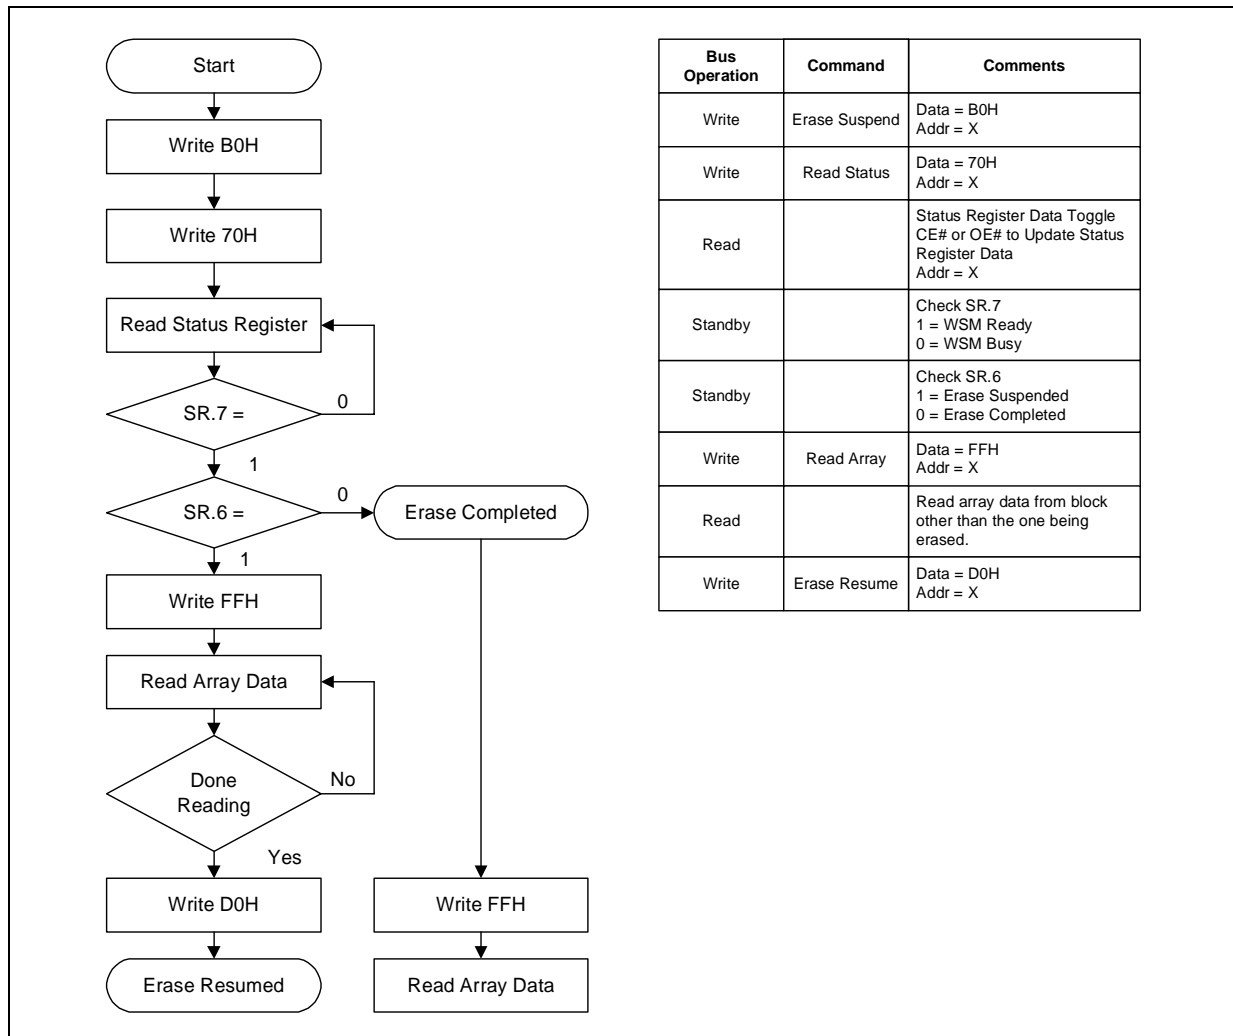 Start
Write B0H
Write 70H
Read Status Register
SR.7 =
0
1
SR.6 =
0
Erase Completed
1
Write FFH
Read Array Data
Done
Reading
No
Yes
Write D0H
Write FFH
Erase Resumed
Read Array Data
Bus
Operation
Command
Comments
Write
Erase Suspend
Data = B0H
Addr = X
Write
Read Status
Data = 70H
Addr = X
Read
Status Register Data Toggle
CE# or OE# to Update Status
Register Data
Addr = X
Standby
Check SR.7
1 = WSM Ready
0 = WSM Busy
Standby
Check SR.6
1 = Erase Suspended
0 = Erase Completed
Write
Read Array
Data = FFH
Addr = X
Read
Read array data from block
other than the one being
erased.
Write
Erase Resume
Data = D0H
Addr = X